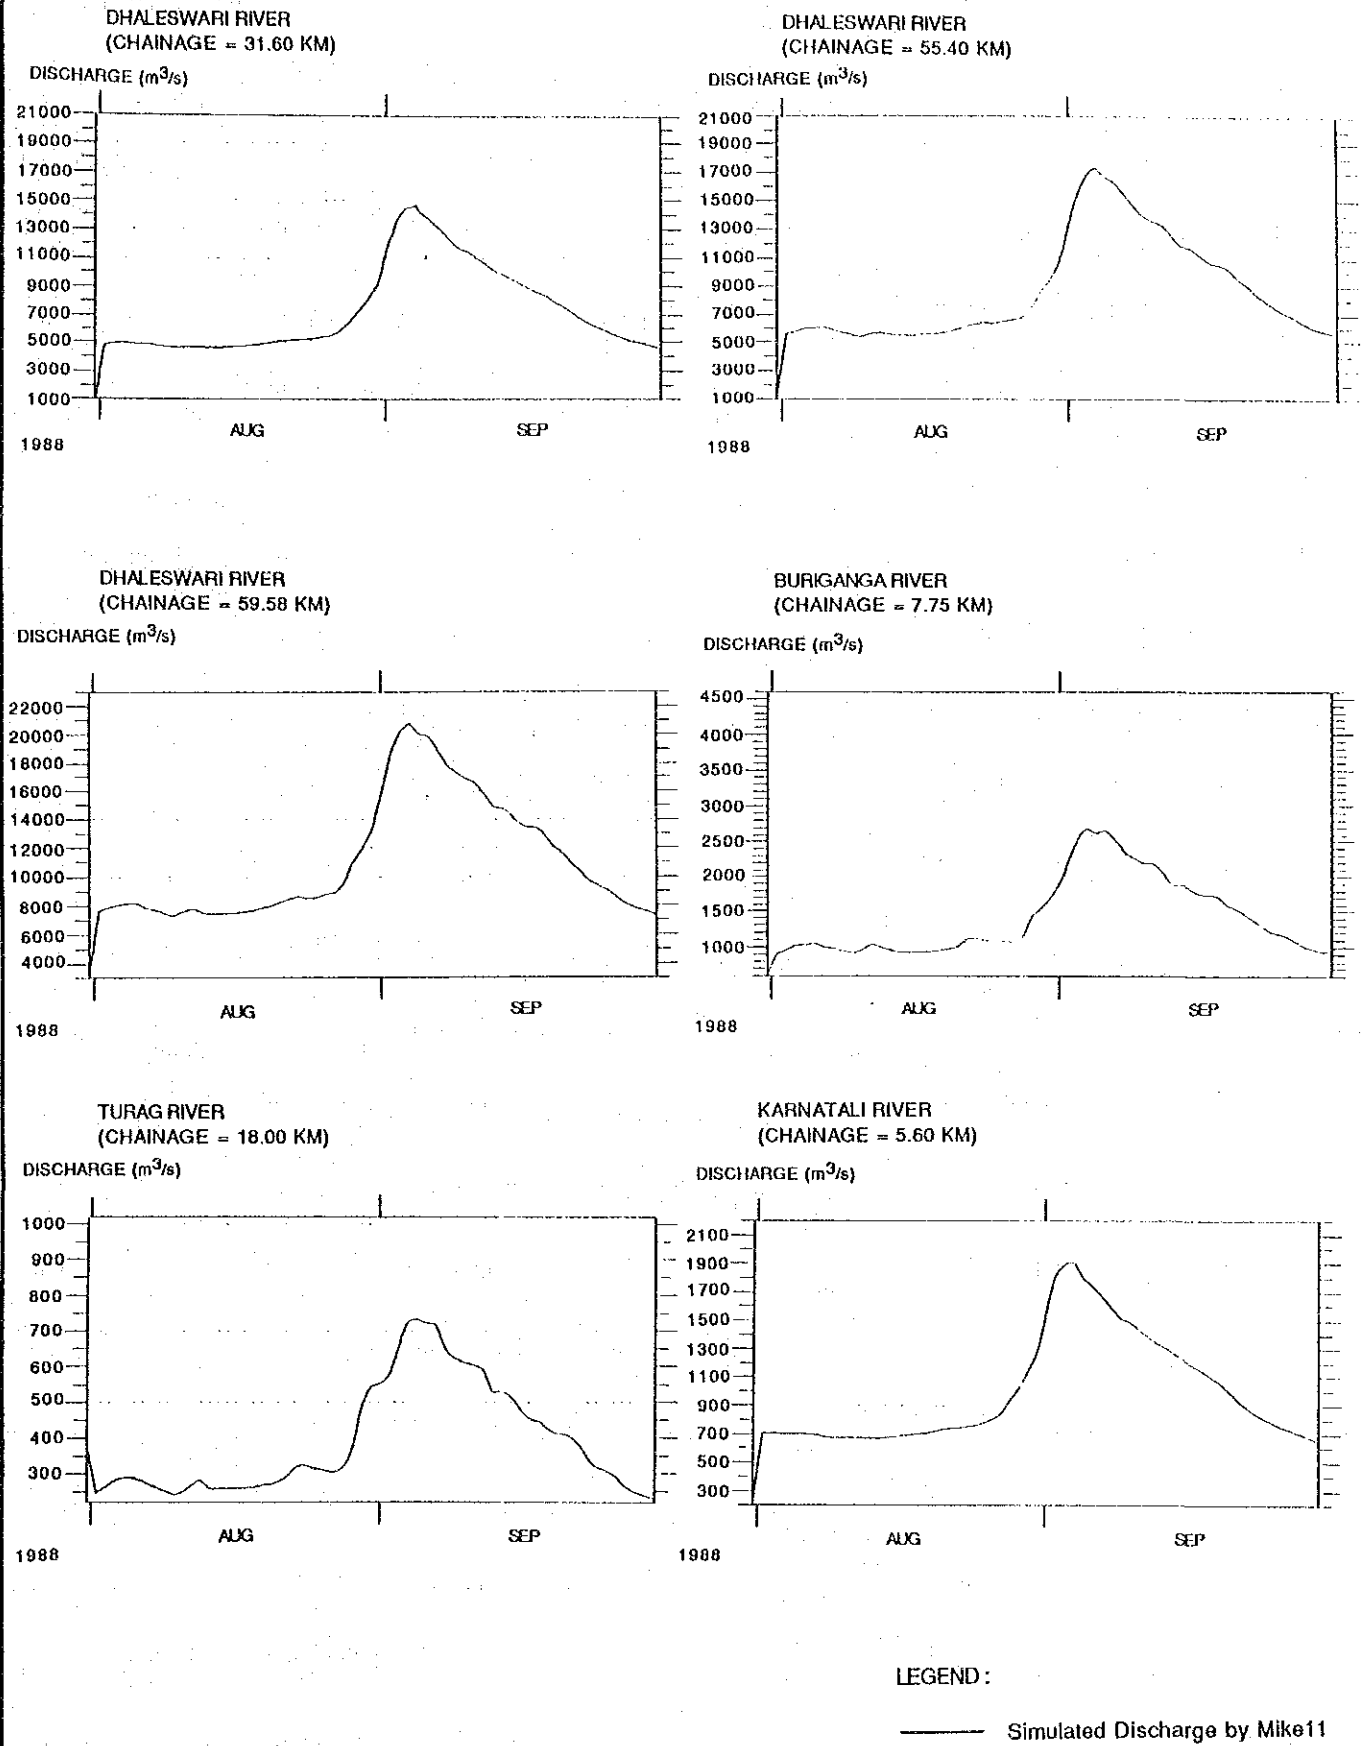 DHALESWARI RIVER
(CHAINAGE = 31.60 KM)
DISCHARGE (m³/s)
21000
19000
17000
15000
13000
11000
9000
7000
5000
3000
1000
AUG
SEP
1988
DHALESWARI RIVER
(CHAINAGE = 55.40 KM)
DISCHARGE (m³/s)
21000
19000
17000
15000
13000
11000
9000
7000
5000
3000
1000
AUG
SEP
1988
DHALESWARI RIVER
(CHAINAGE = 59.58 KM)
DISCHARGE (m³/s)
22000
20000
18000
16000
14000
12000
10000
8000
6000
4000
AUG
SEP
1988
BURIGANGA RIVER
(CHAINAGE = 7.75 KM)
DISCHARGE (m³/s)
4500
4000
3500
3000
2500
2000
1500
1000
AUG
SEP
1988
TURAG RIVER
(CHAINAGE = 18.00 KM)
DISCHARGE (m³/s)
1000
900
800
700
600
500
400
300
AUG
SEP
1988
KARNATALI RIVER
(CHAINAGE = 5.60 KM)
DISCHARGE (m³/s)
2100
1900
1700
1500
1300
1100
900
700
500
300
AUG
SEP
1988
LEGEND :
Simulated Discharge by Mike11